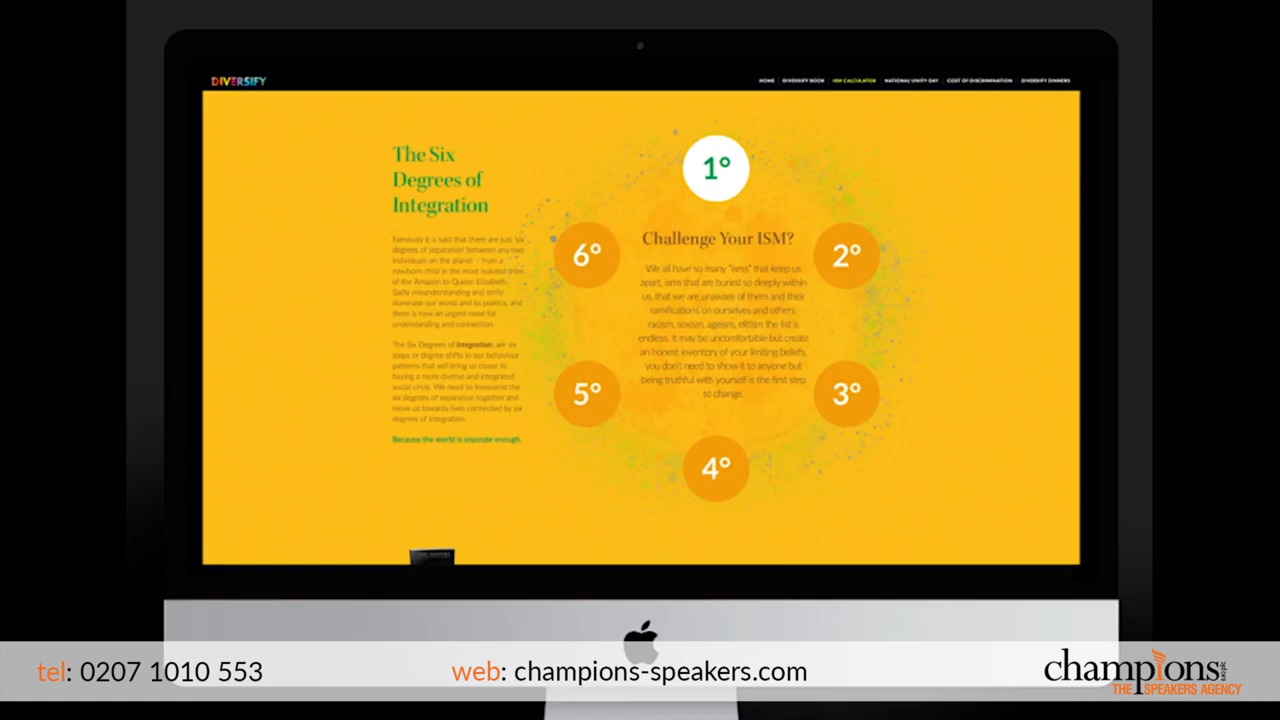 DIVERSIFY
HOME
DIVERSIFY BOOK
ISM CALCULATOR
NATIONAL UNITY DAY
COST OF DISCRIMINATION
DIVERSIFY DINNERS
The Six
Degrees of
Integration
Famously it is said that there are just 'six
degrees of separation' between any two
individuals on the planet – from a
newborn child in the most isolated tribe
of the Amazon to Queen Elizabeth.
Sadly misunderstanding and strife
dominate our world and its politics, and
there is now an urgent need for
understanding and connection.
The Six Degrees of Integration: are six
steps or degree shifts in our behaviour
patterns that will bring us closer to
having a more diverse and integrated
social circle. We need to transcend the
six degrees of separation together and
move us towards lives connected by six
degrees of integration.
Because the world is separate enough.
1°
2°
3°
4°
5°
6°
Challenge Your ISM?
We all have so many "isms" that keep us
apart, isms that are buried so deeply within
us, that we are unaware of them and their
ramifications on ourselves and others:
racism, sexism, ageism, elitism the list is
endless. It may be uncomfortable but create
an honest inventory of your limiting beliefs,
you don't need to show it to anyone but
being truthful with yourself is the first step
to change.
tel: 0207 1010 553
web: champions-speakers.com
champions
THE SPEAKERS AGENCY